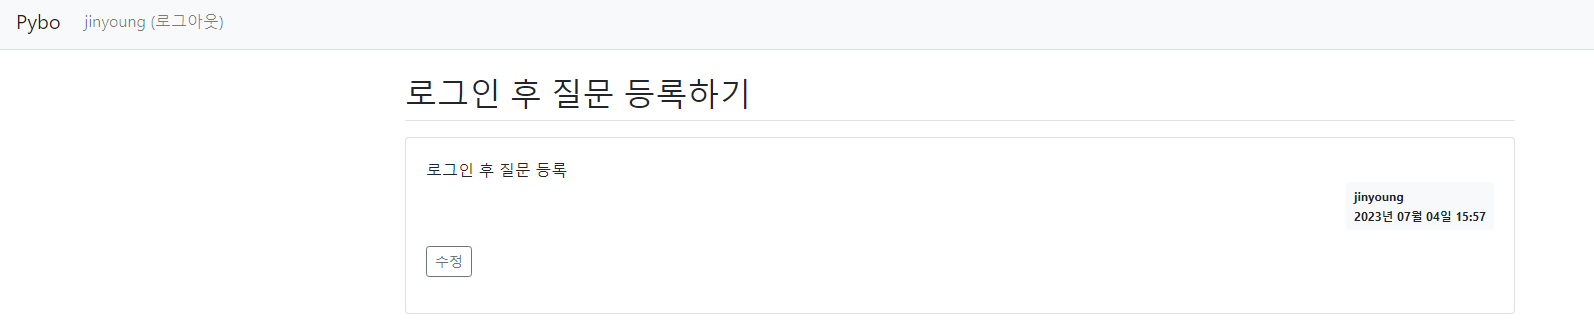 Pybo jinyoung (로그아웃)
로그인 후 질문 등록하기
로그인 후 질문 등록
jinyoung
2023년 07월 04일 15:57
수정